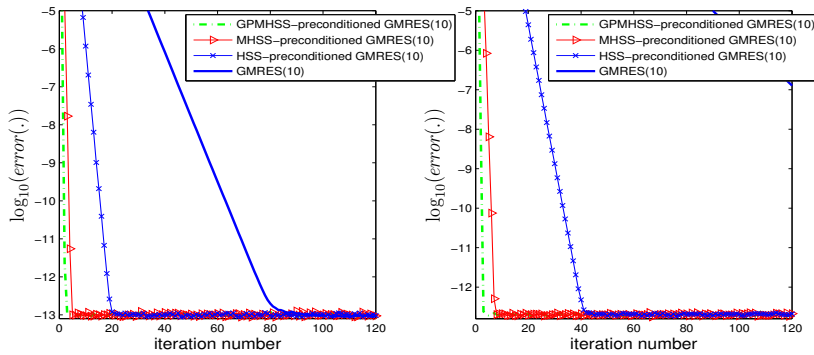 GPMHSS−preconditioned GMRES(10)
MHSS−preconditioned GMRES(10)
HSS−preconditioned GMRES(10)
GMRES(10)
log10(error(.))
−5
−6
−7
−8
−9
−10
−11
−12
−13
0 20 40 60 80 100 120
iteration number
GPMHSS−preconditioned GMRES(10)
MHSS−preconditioned GMRES(10)
HSS−preconditioned GMRES(10)
GMRES(10)
log10(error(.))
−5
−6
−7
−8
−9
−10
−11
−12
0 20 40 60 80 100 120
iteration number